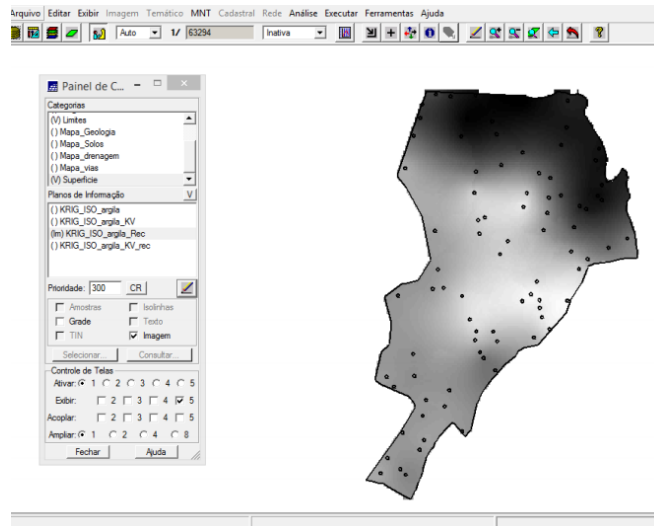 Arquivo Editar Exibir Imagem Temático MNT Cadastral Rede Análise Executar Ferramentas Ajuda
Auto 1/ 63294 Inativa
Painel de C...
Categorias
(V) Limites
( ) Mapa_Geologia
( ) Mapa_Solos
( ) Mapa_drenagem
( ) Mapa_vias
(V) Superficie
Planos de Informação V
( ) KRIG_ISO_argila
( ) KRIG_ISO_argila_KV
(Im) KRIG_ISO_argila_Rec
( ) KRIG_ISO_argila_KV_rec
Prioridade: 300 CR
Amostras Isolinhas
Grade Texto
TIN Imagem
Selecionar... Consultar...
Controle de Telas
Ativar: 1 2 3 4 5
Exibir: 2 3 4 5
Acoplar: 2 3 4 5
Ampliar: 1 2 4 8
Fechar Ajuda